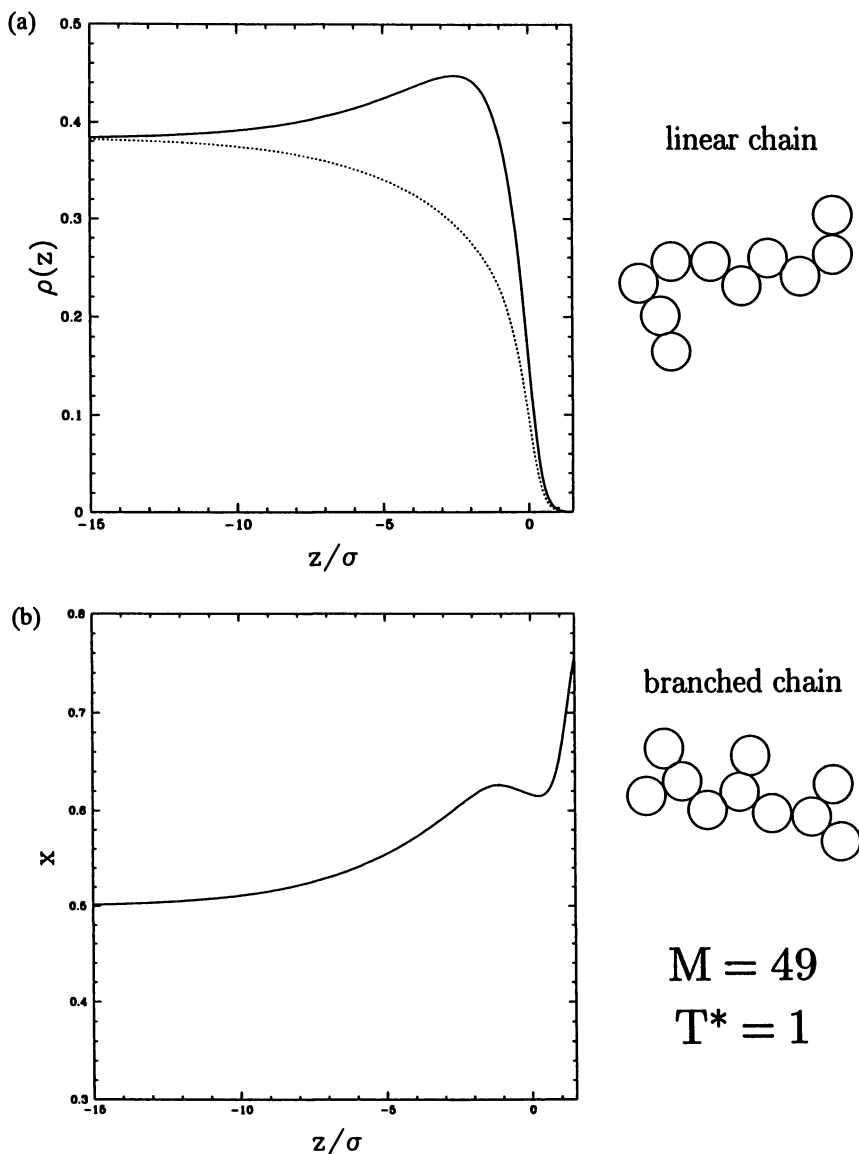 (a)
0.5
0.4
0.3
0.2
0.1
0
ρ(z)
-15
-10
-5
0
z/σ
linear chain
(b)
0.8
0.7
0.6
0.5
0.4
0.3
x
-15
-10
-5
0
z/σ
branched chain
M = 49
T* = 1